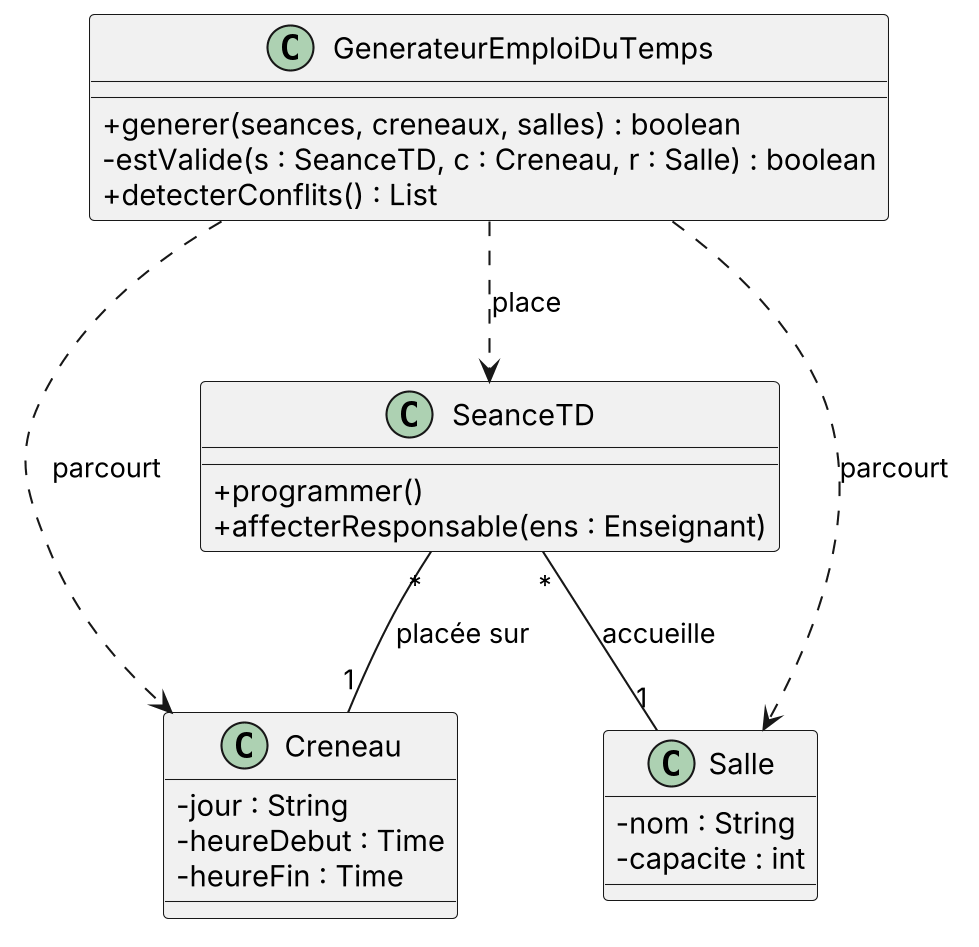 C GenerateurEmploiDuTemps
+generer(seances, creneaux, salles) : boolean
-estValide(s : SeanceTD, c : Creneau, r : Salle) : boolean
+detecterConflits() : List
place
C SeanceTD
parcourt
parcourt
+programmer()
+affecterResponsable(ens : Enseignant)
*
*
placée sur
accueille
1
1
C Creneau
C Salle
-jour : String
-heureDebut : Time
-heureFin : Time
-nom : String
-capacite : int